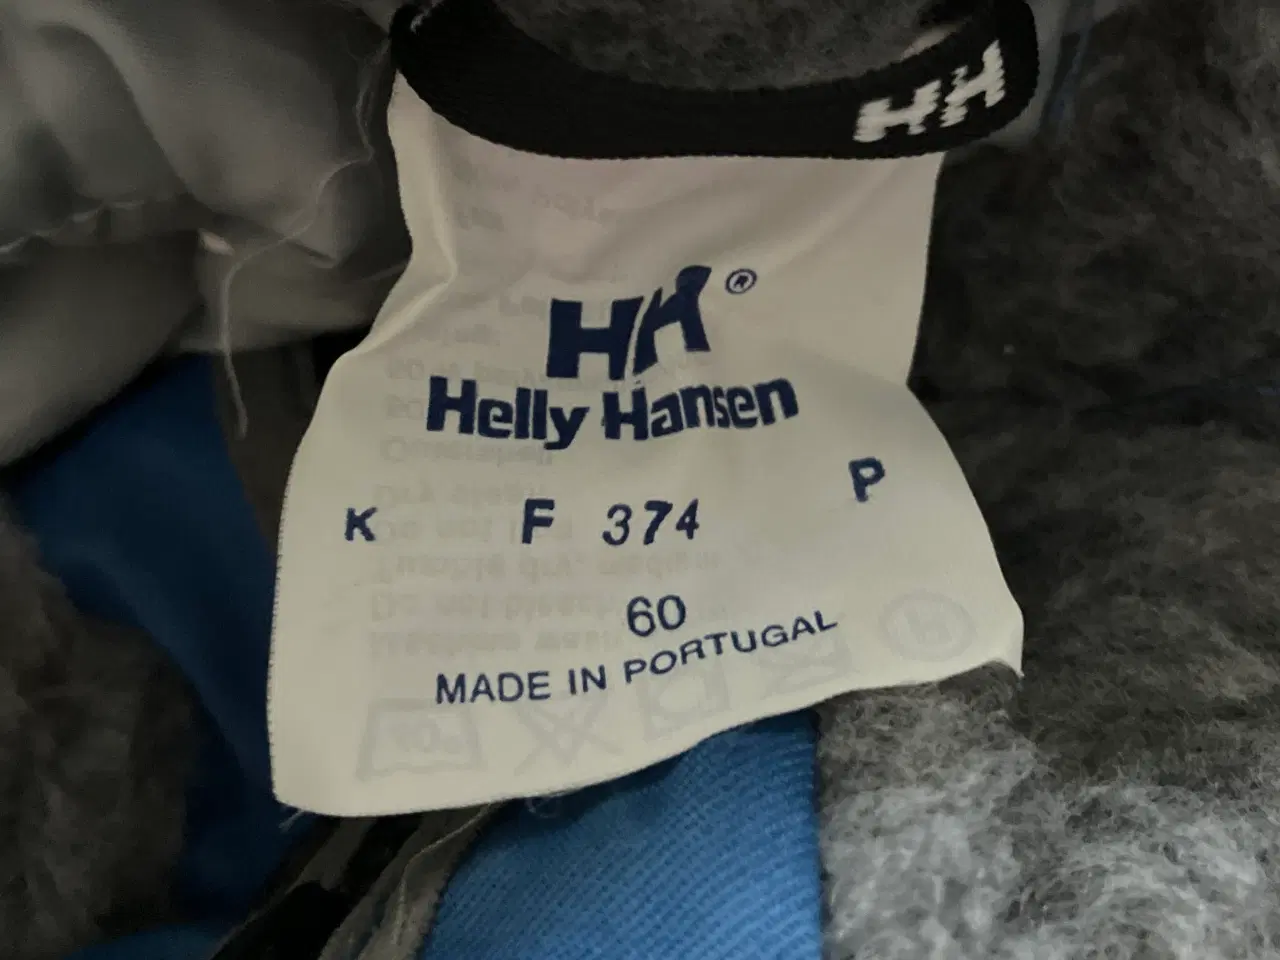 HH
HH ®
Helly Hansen
K F 374 P
60
MADE IN PORTUGAL